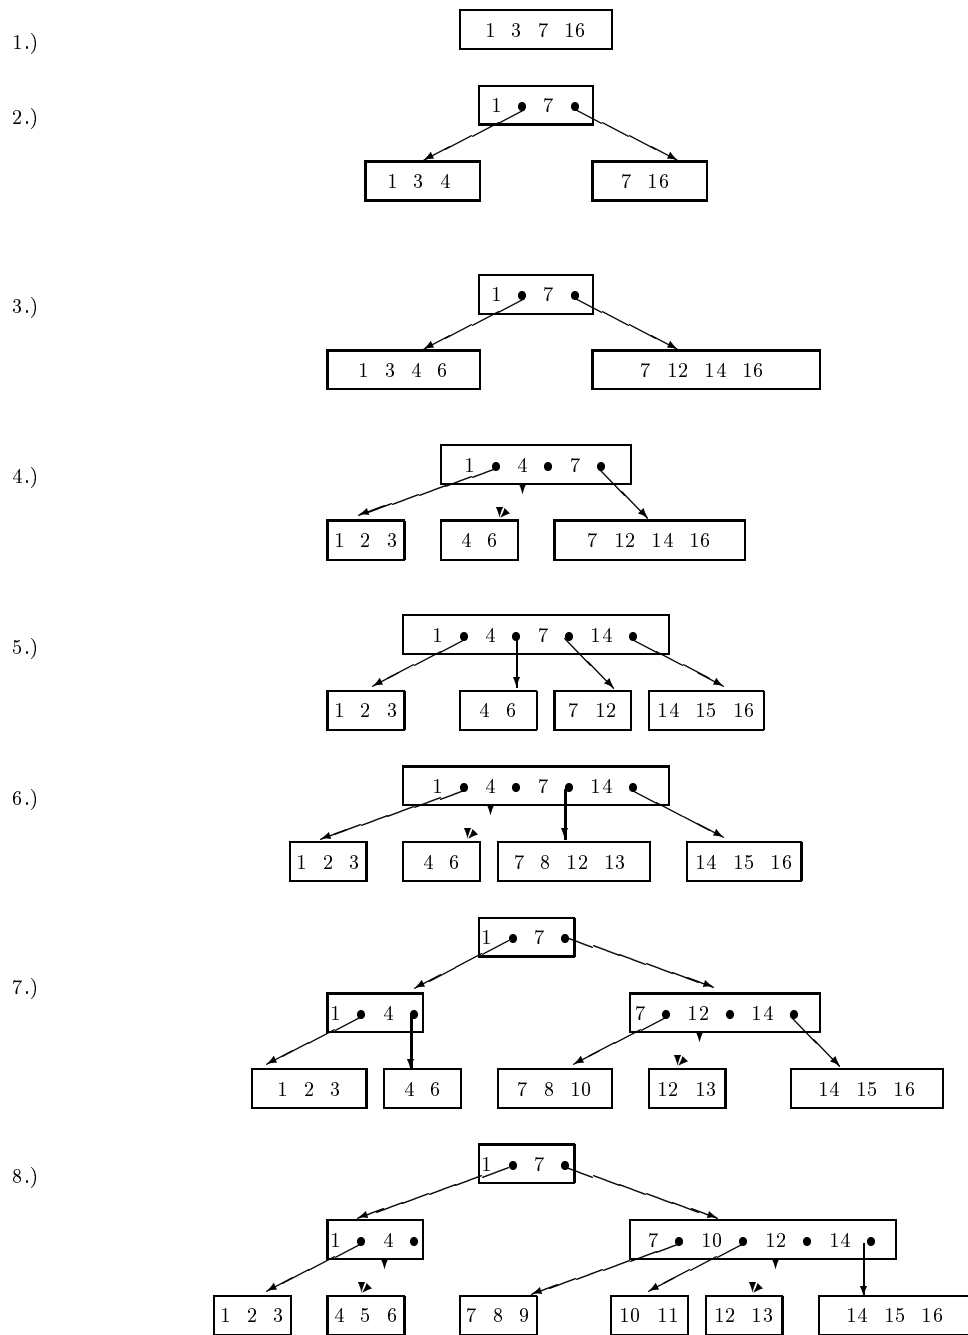 1.) 1 3 7 16
2.) 1 7
1 3 4 7 16
3.) 1 7
1 3 4 6 7 12 14 16
4.) 1 4 7
1 2 3 4 6 7 12 14 16
5.) 1 4 7 14
1 2 3 4 6 7 12 14 15 16
6.) 1 4 7 14
1 2 3 4 6 7 8 12 13 14 15 16
1 7
7.) 1 4 7 12 14
1 2 3 4 6 7 8 10 12 13 14 15 16
8.) 1 7
1 4 7 10 12 14
1 2 3 4 5 6 7 8 9 10 11 12 13 14 15 16